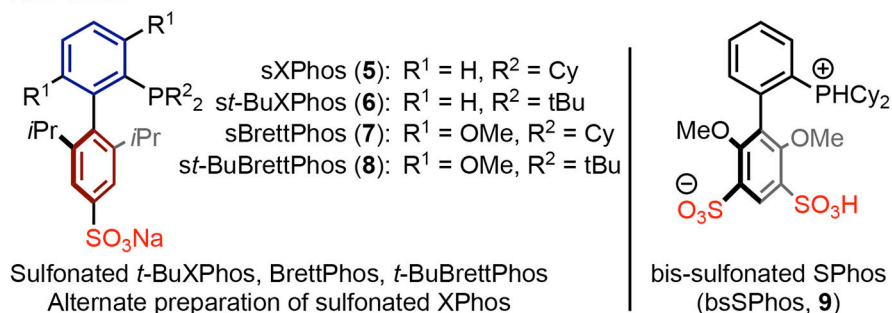 R¹
R¹
PR²₂
iPr
iPr
SO₃Na
sXPhos (5): R¹ = H, R² = Cy
st-BuXPhos (6): R¹ = H, R² = tBu
sBrettPhos (7): R¹ = OMe, R² = Cy
st-BuBrettPhos (8): R¹ = OMe, R² = tBu
Sulfonated t-BuXPhos, BrettPhos, t-BuBrettPhos
Alternate preparation of sulfonated XPhos
⊕
PHCy₂
MeO
OMe
⊖
O₃S
SO₃H
bis-sulfonated SPhos
(bsSPhos, 9)